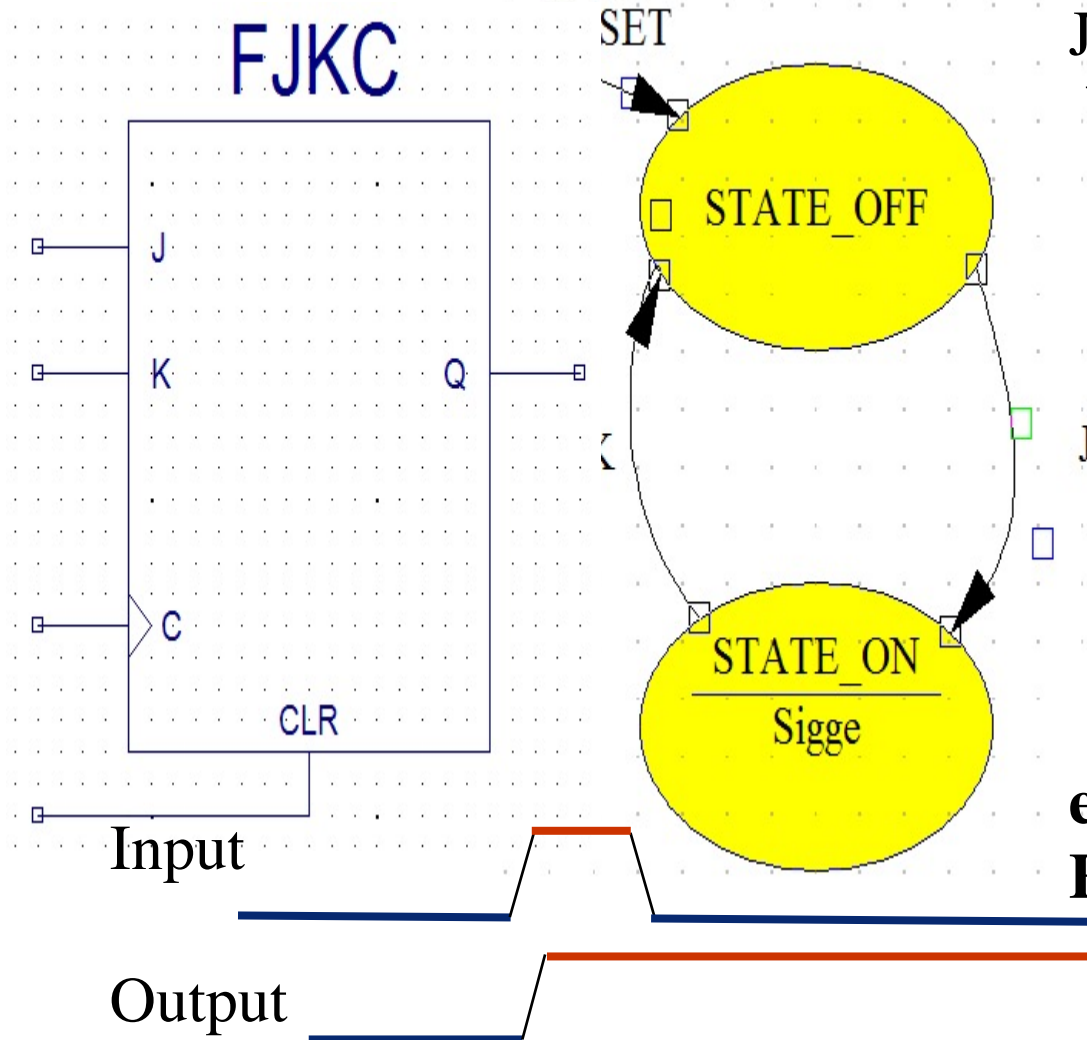 FJKC
J
K
Q
C
CLR
SET
STATE_OFF
K
J
STATE_ON
Sigge
J
e
Input
Output